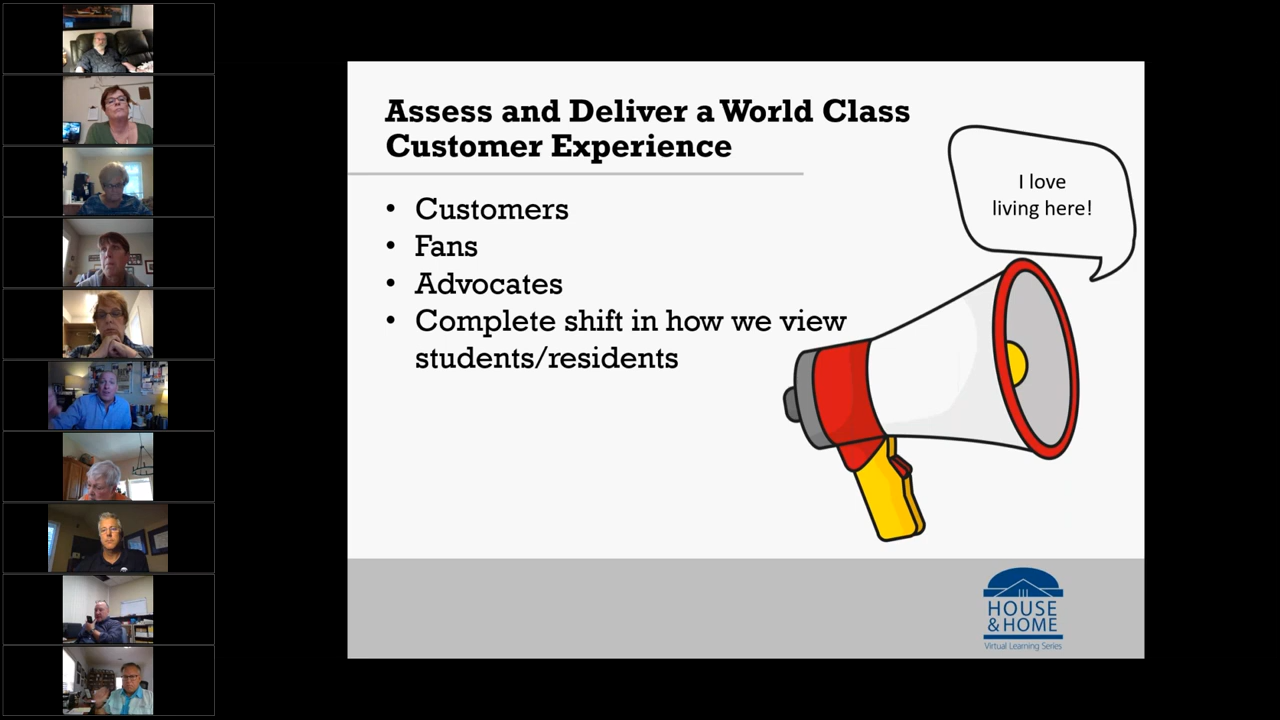 Assess and Deliver a World Class
Customer Experience
• Customers
• Fans
• Advocates
• Complete shift in how we view
students/residents
I love
living here!
HOUSE
& HOME
Virtual Learning Series